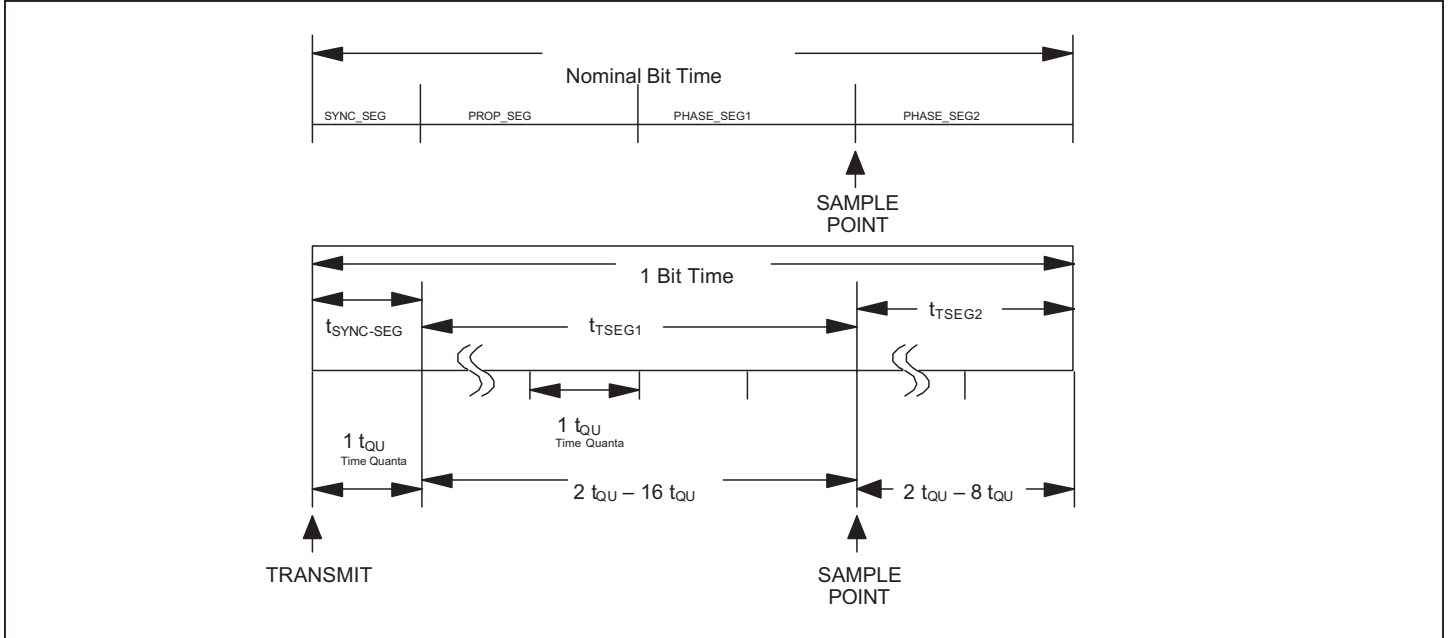 Nominal Bit Time
SYNC_SEG PROP_SEG PHASE_SEG1 PHASE_SEG2
SAMPLE
POINT
1 Bit Time
tSYNC-SEG tTSEG1 tTSEG2
1 tQU
Time Quanta
1 tQU
Time Quanta
2 tQU – 16 tQU 2 tQU – 8 tQU
TRANSMIT
SAMPLE
POINT